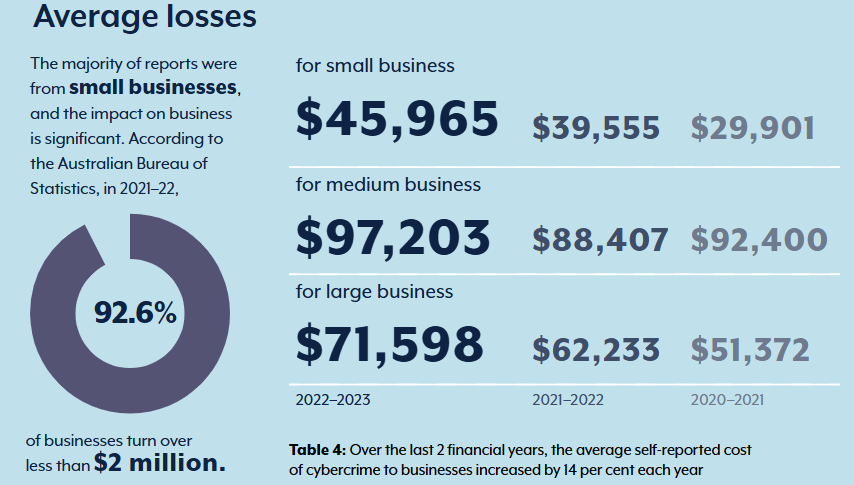 Average losses
The majority of reports were
from small businesses,
and the impact on business
is significant. According to
the Australian Bureau of
Statistics, in 2021–22,
92.6%
of businesses turn over
less than $2 million.
for small business
$45,965 $39,555 $29,901
for medium business
$97,203 $88,407 $92,400
for large business
$71,598 $62,233 $51,372
2022–2023 2021–2022 2020–2021
Table 4: Over the last 2 financial years, the average self-reported cost
of cybercrime to businesses increased by 14 per cent each year